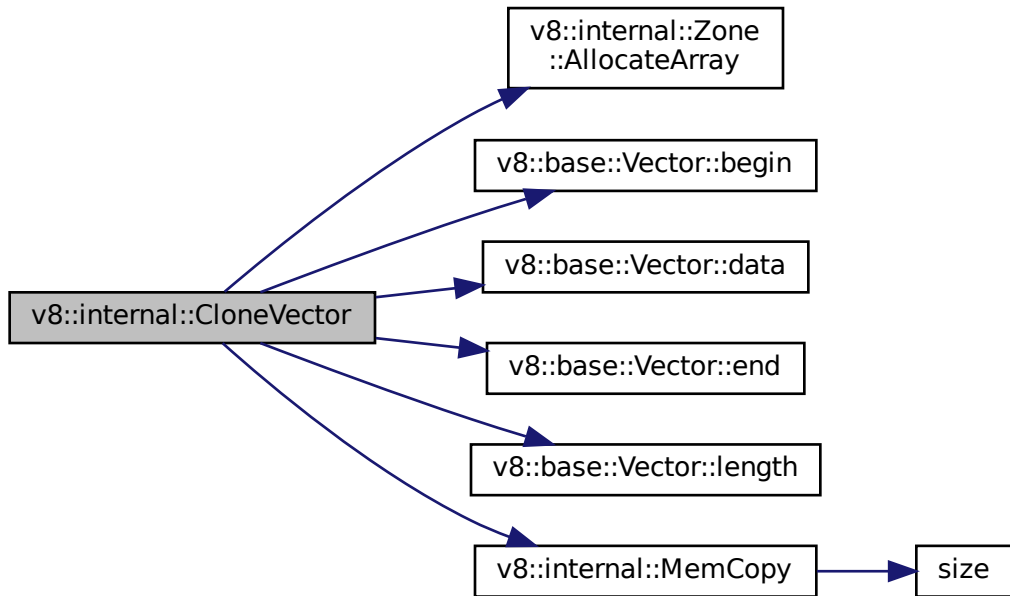 v8::internal::Zone
::AllocateArray
v8::base::Vector::begin
v8::base::Vector::data
v8::internal::CloneVector
v8::base::Vector::end
v8::base::Vector::length
v8::internal::MemCopy
size